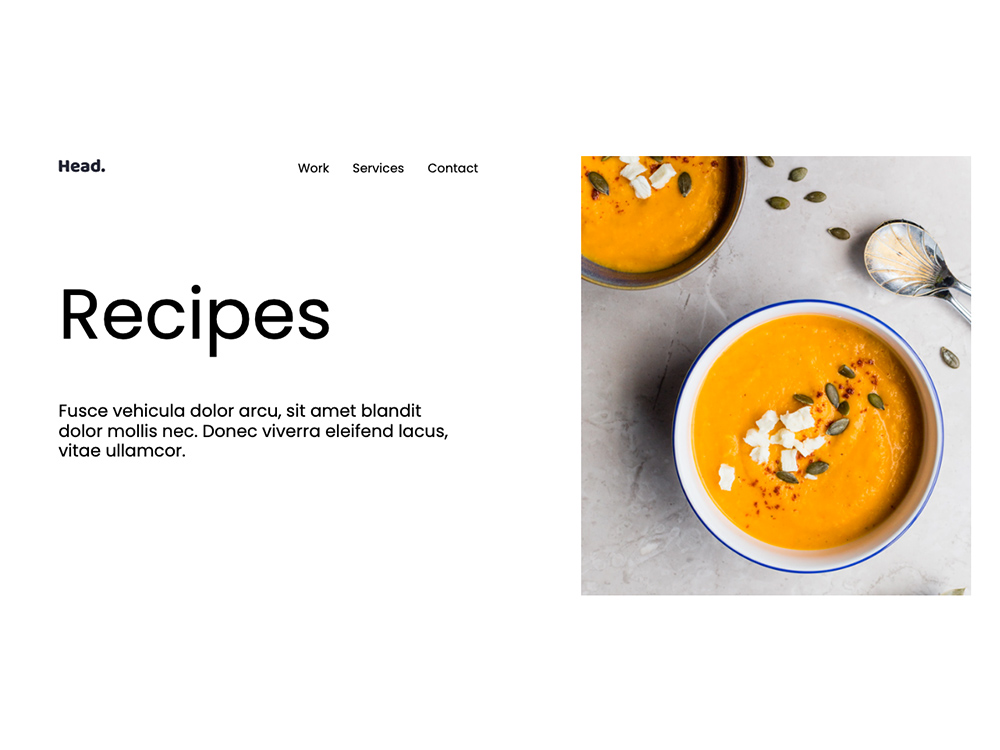 Head.
Work Services Contact
Recipes
Fusce vehicula dolor arcu, sit amet blandit
dolor mollis nec. Donec viverra eleifend lacus,
vitae ullamcor.